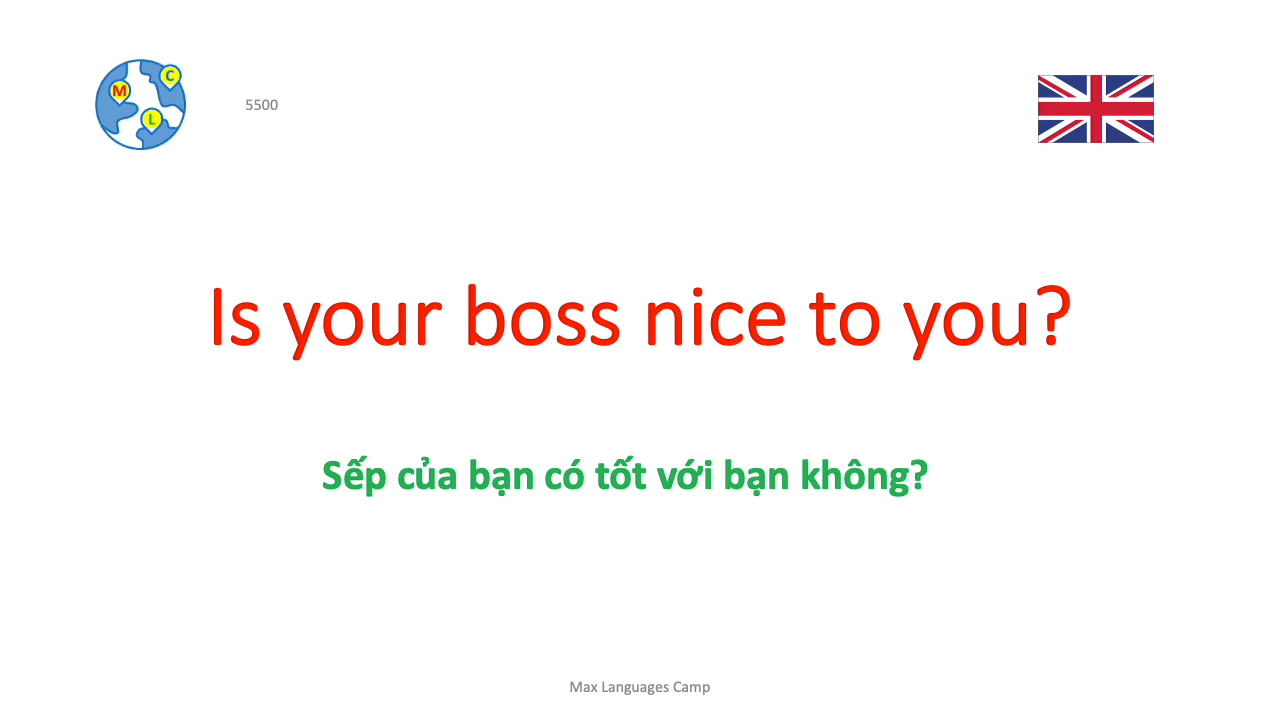 M
C
L
5500
Is your boss nice to you?
Sếp của bạn có tốt với bạn không?
Max Languages Camp